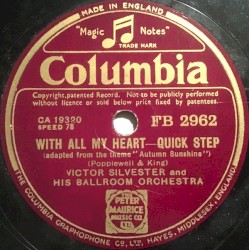 MADE IN ENGLAND
"Magic Notes"
TRADE MARK
Columbia
Copyright, patented Record. Not to be publicly performed
without licence or sold below price fixed by patentees...
CA 19320
SPEED 78
FB 2962
WITH ALL MY HEART—QUICK STEP
(adapted from the theme "Autumn Sunshine")
(Popplewell & King)
VICTOR SILVESTER and
HIS BALLROOM ORCHESTRA
THE
PETER
MAURICE
MUSIC CO.
LTD.
THE COLUMBIA GRAPHOPHONE CO., LTD., HAYES, MIDDLESEX, ENGLAND